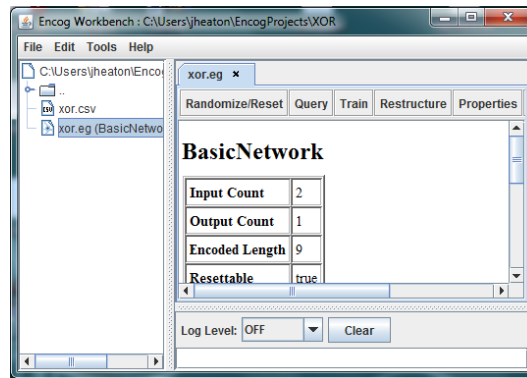 Encog Workbench : C:\Users\jheaton\EncogProjects\XOR
File Edit Tools Help
C:\Users\jheaton\Enco
..
xor.csv
xor.eg (BasicNetwo
xor.eg ×
Randomize/Reset Query Train Restructure Properties
BasicNetwork
Input Count 2
Output Count 1
Encoded Length 9
Resettable true
Log Level: OFF Clear